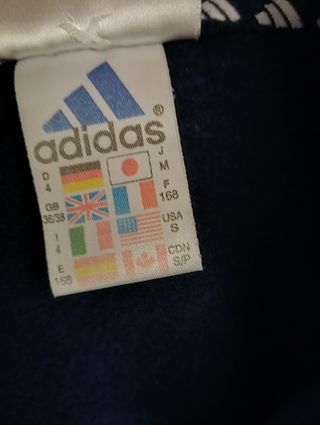 adidas®
D 4
J M
GB 36/38
F 168
I 4
USA S
E 168
CDN S/P